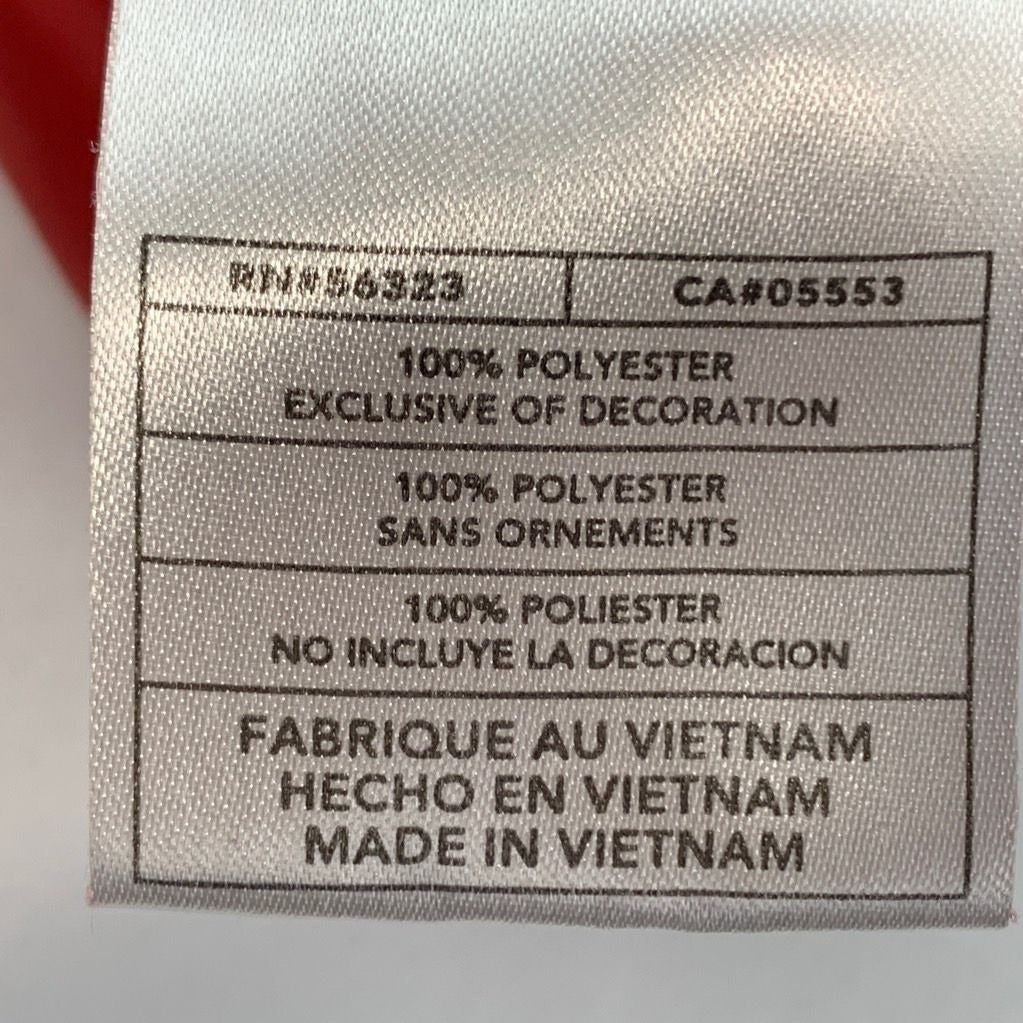 RN#56323 CA#05553
100% POLYESTER
EXCLUSIVE OF DECORATION
100% POLYESTER
SANS ORNEMENTS
100% POLIESTER
NO INCLUYE LA DECORACION
FABRIQUE AU VIETNAM
HECHO EN VIETNAM
MADE IN VIETNAM